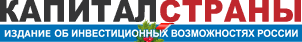 КАПИТАЛСТРАНЫ
ИЗДАНИЕ ОБ ИНВЕСТИЦИОННЫХ ВОЗМОЖНОСТЯХ РОССИИ